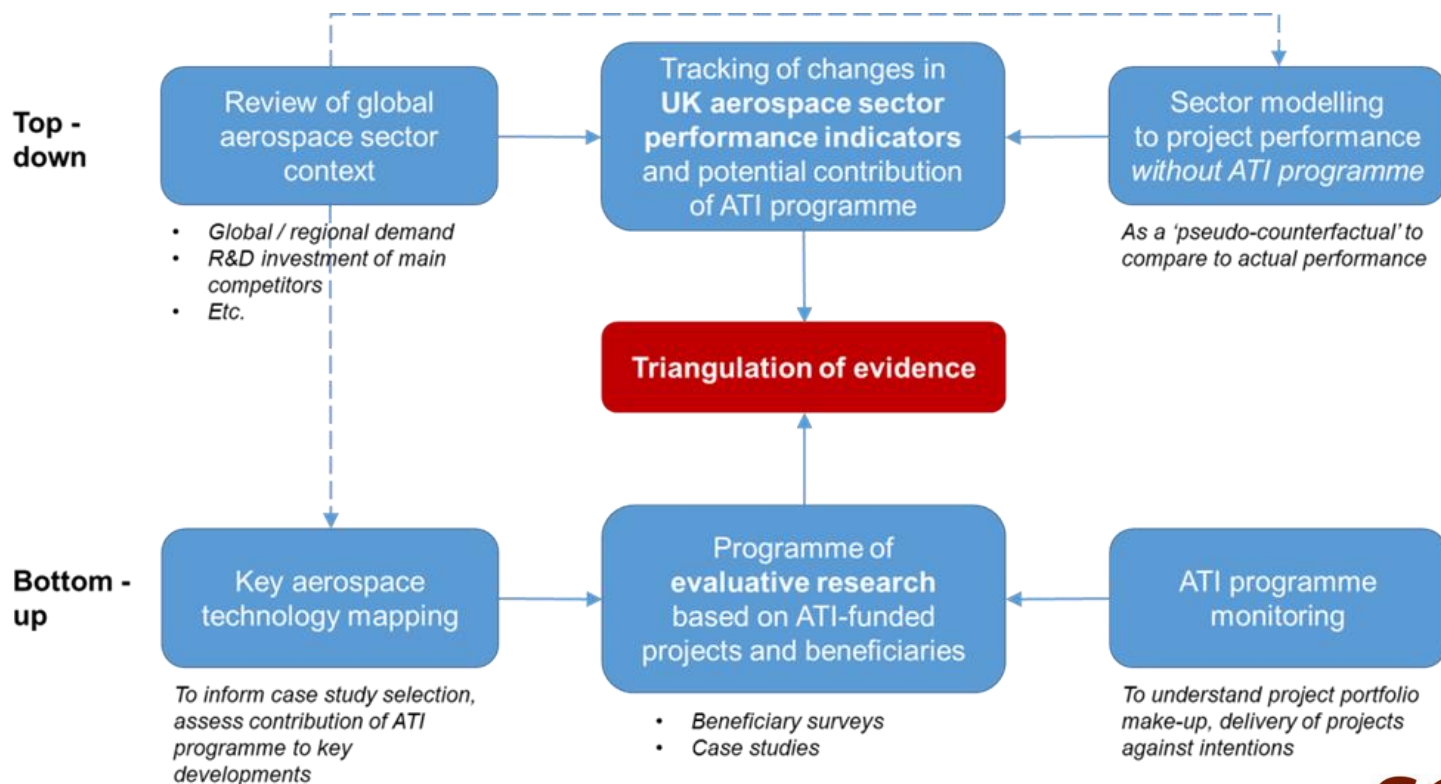 Top -
down
Review of global
aerospace sector
context
Tracking of changes in
UK aerospace sector
performance indicators
and potential contribution
of ATI programme
Sector modelling
to project performance
without ATI programme
• Global / regional demand
• R&D investment of main
competitors
• Etc.
As a ‘pseudo-counterfactual’ to
compare to actual performance
Triangulation of evidence
Bottom -
up
Key aerospace
technology mapping
Programme of
evaluative research
based on ATI-funded
projects and beneficiaries
ATI programme
monitoring
To inform case study selection,
assess contribution of ATI
programme to key
developments
• Beneficiary surveys
• Case studies
To understand project portfolio
make-up, delivery of projects
against intentions